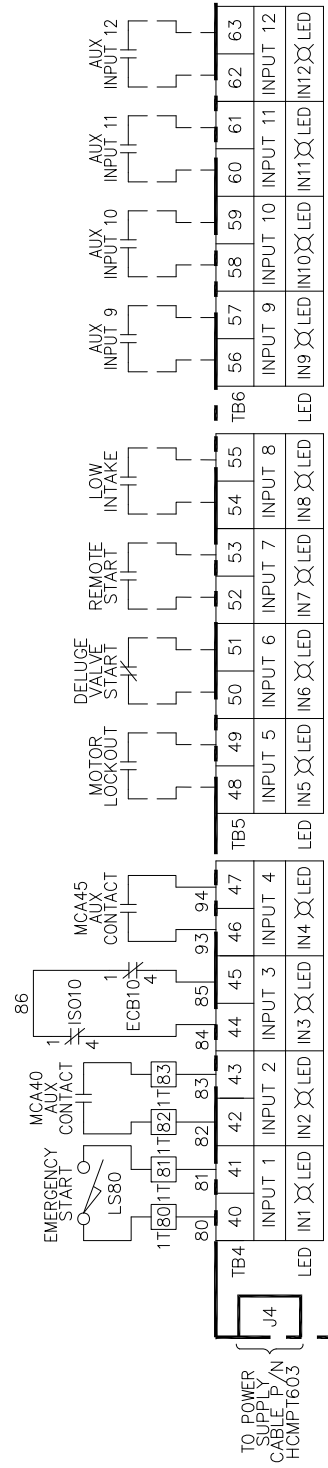 EMERGENCY
START
LS80
MCA40
AUX
CONTACT
86
1 ISO10 4
1 ECB10 4
MCA45
AUX
CONTACT
MOTOR
LOCKOUT
DELUGE
VALVE
START
REMOTE
START
LOW
INTAKE
AUX
INPUT 9
AUX
INPUT 10
AUX
INPUT 11
AUX
INPUT 12
1T80 1T81 1T82 1T83
80 81 82 83 84 85 93 94
TB4 40 41 42 43 44 45 46 47
TB5 48 49 50 51 52 53 54 55
TB6 56 57 58 59 60 61 62 63
INPUT 1 INPUT 2 INPUT 3 INPUT 4 INPUT 5 INPUT 6 INPUT 7 INPUT 8 INPUT 9 INPUT 10 INPUT 11 INPUT 12
LED IN1 LED IN2 LED IN3 LED IN4 LED
LED IN5 LED IN6 LED IN7 LED IN8 LED
LED IN9 LED IN10 LED IN11 LED IN12 LED
J4
TO POWER
SUPPLY
CABLE P/N
HCMPT603